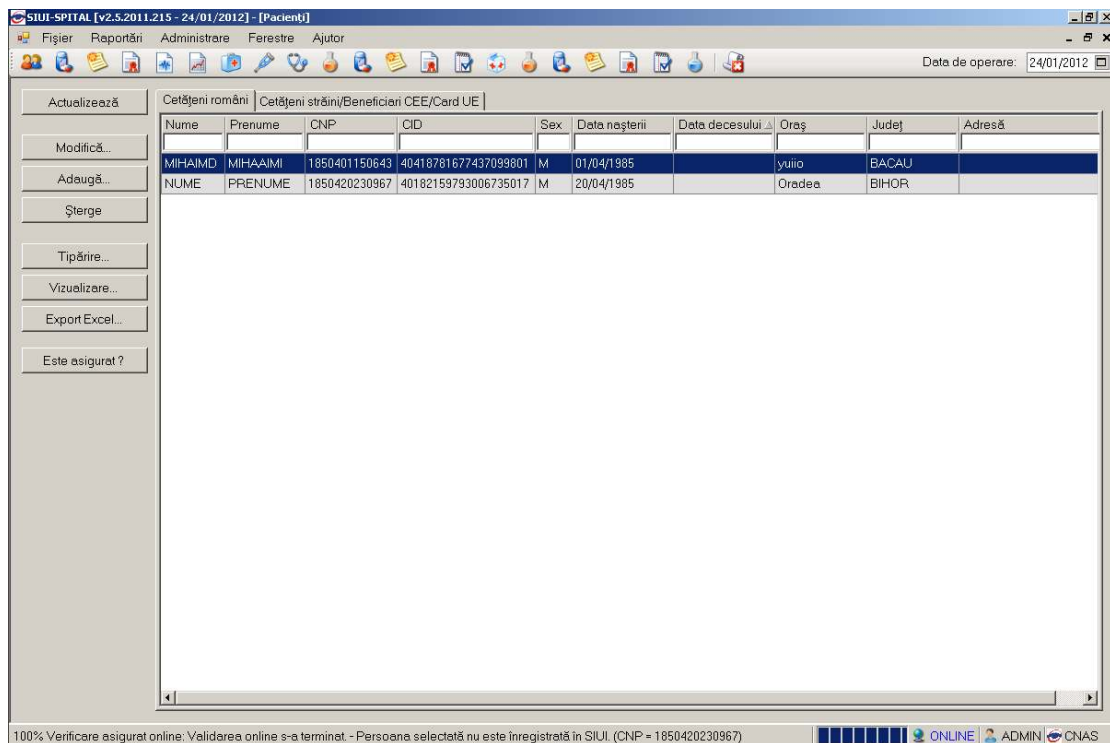 SIUI-SPITAL [v2.5.2011.215 - 24/01/2012] - [Pacienți]
Fișier Raportări Administrare Ferestre Ajutor
Data de operare: 24/01/2012
Actualizează
Modifică...
Adaugă...
Șterge
Tipărire...
Vizualizare...
Export Excel...
Este asigurat ?
Cetățeni români Cetățeni străini/Beneficiari CEE/Card UE
Nume Prenume CNP CID Sex Data nașterii Data decesului Oraș Județ Adresă
MIHAIMD MIHAAIMI 1850401150643 40418781677437099801 M 01/04/1985 yuiio BACAU
NUME PRENUME 1850420230967 40182159793006735017 M 20/04/1985 Oradea BIHOR
100% Verificare asigurat online: Validarea online s-a terminat. - Persoana selectată nu este înregistrată în SIUI. (CNP = 1850420230967) ONLINE ADMIN CNAS